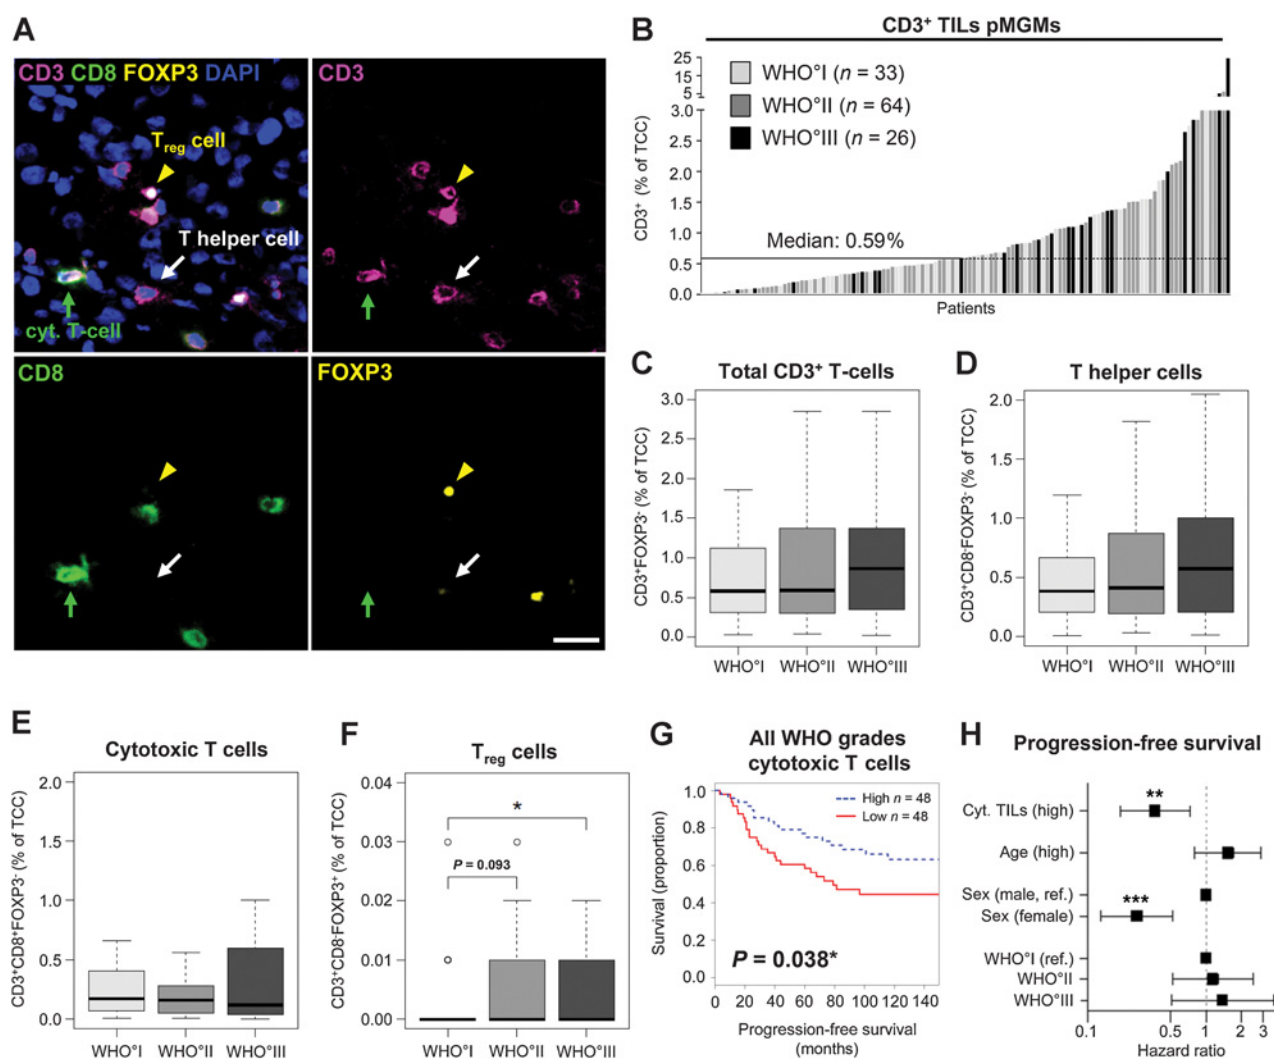 A
CD3 CD8 FOXP3 DAPI
T_reg cell
T helper cell
cyt. T-cell
CD3
CD8
FOXP3
B
CD3⁺ TILs pMGMs
WHO°I (n = 33)
WHO°II (n = 64)
WHO°III (n = 26)
Median: 0.59%
CD3⁺ (% of TCC)
25
15
5
3.0
2.5
2.0
1.5
1.0
0.5
0.0
Patients
C
Total CD3⁺ T-cells
CD3⁺FOXP3⁻ (% of TCC)
3.0
2.5
2.0
1.5
1.0
0.5
0.0
WHO°I WHO°II WHO°III
D
T helper cells
CD3⁺CD8⁻FOXP3⁻ (% of TCC)
2.0
1.5
1.0
0.5
0.0
WHO°I WHO°II WHO°III
E
Cytotoxic T cells
CD3⁺CD8⁺FOXP3⁻ (% of TCC)
2.0
1.5
1.0
0.5
0.0
WHO°I WHO°II WHO°III
F
T_reg cells
CD3⁺CD8⁻FOXP3⁺ (% of TCC)
0.04
0.03
0.02
0.01
0.00
*
P = 0.093
WHO°I WHO°II WHO°III
G
All WHO grades
cytotoxic T cells
High n = 48
Low n = 48
Survival (proportion)
1.0
0.8
0.6
0.4
0.2
0.0
P = 0.038*
0 20 40 60 80 100 120 140
Progression-free survival
(months)
H
Progression-free survival
Cyt. TILs (high)
**
Age (high)
Sex (male, ref.)
Sex (female)
***
WHO°I (ref.)
WHO°II
WHO°III
0.1 0.5 1 2 3
Hazard ratio